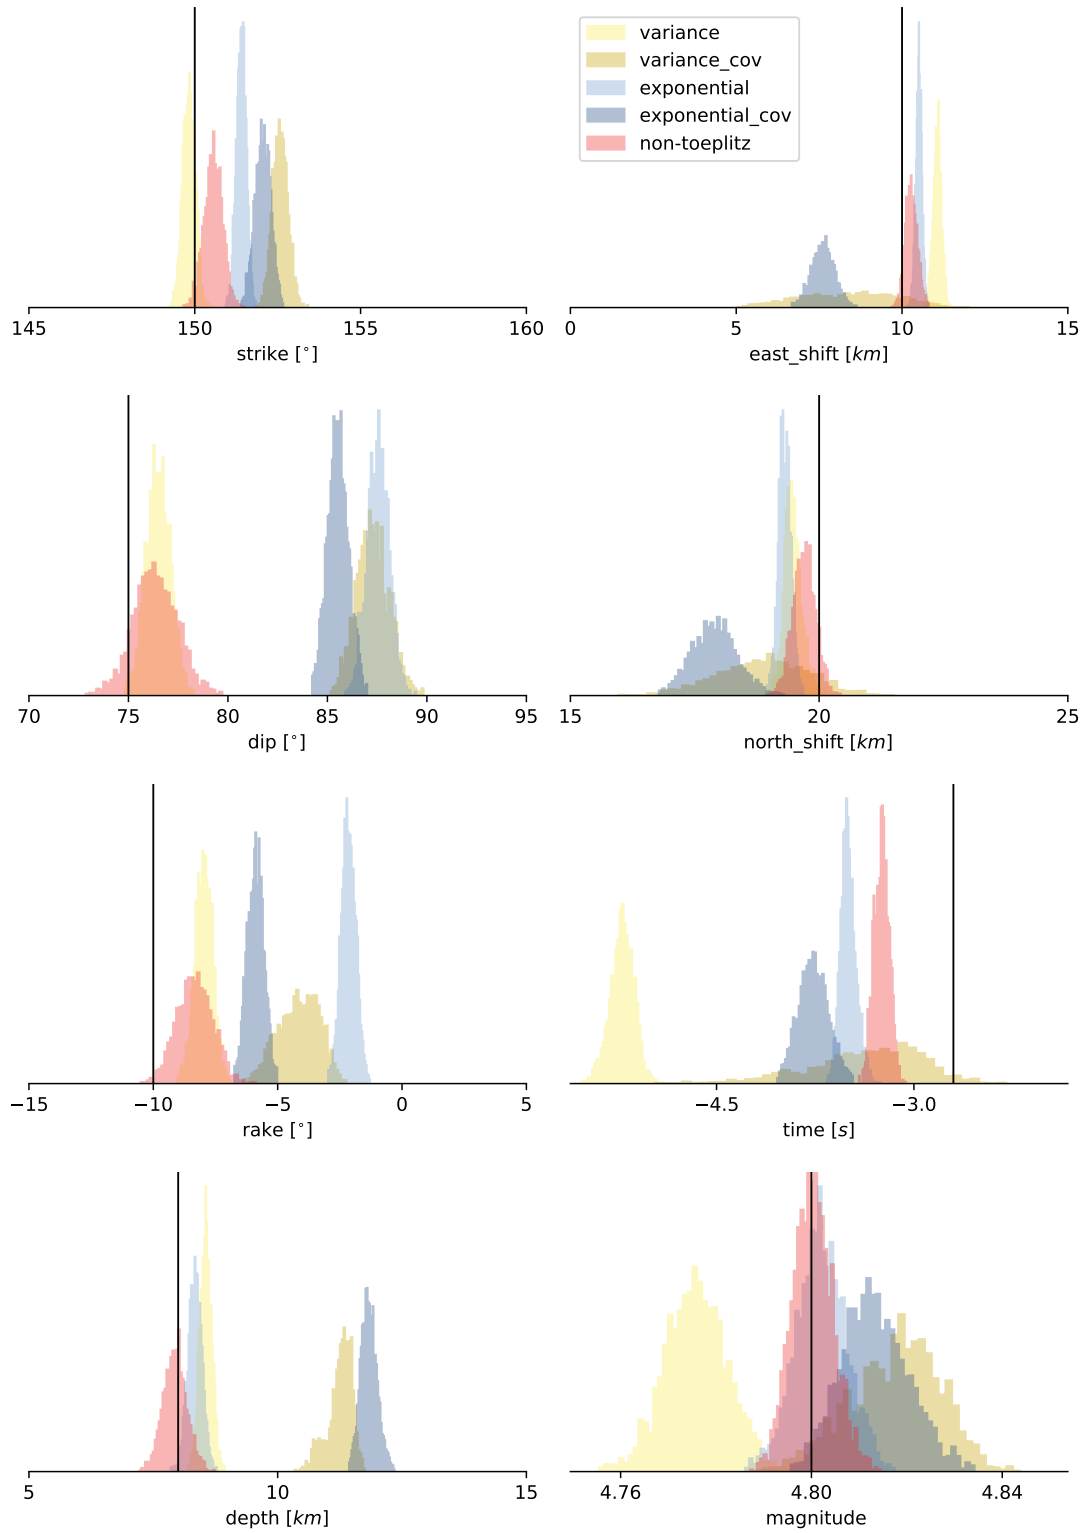 variance
variance_cov
exponential
exponential_cov
non-toeplitz
145 150 155 160
strike [°]
0 5 10 15
east_shift [km]
70 75 80 85 90 95
dip [°]
15 20 25
north_shift [km]
−15 −10 −5 0 5
rake [°]
−4.5 −3.0
time [s]
5 10 15
depth [km]
4.76 4.80 4.84
magnitude